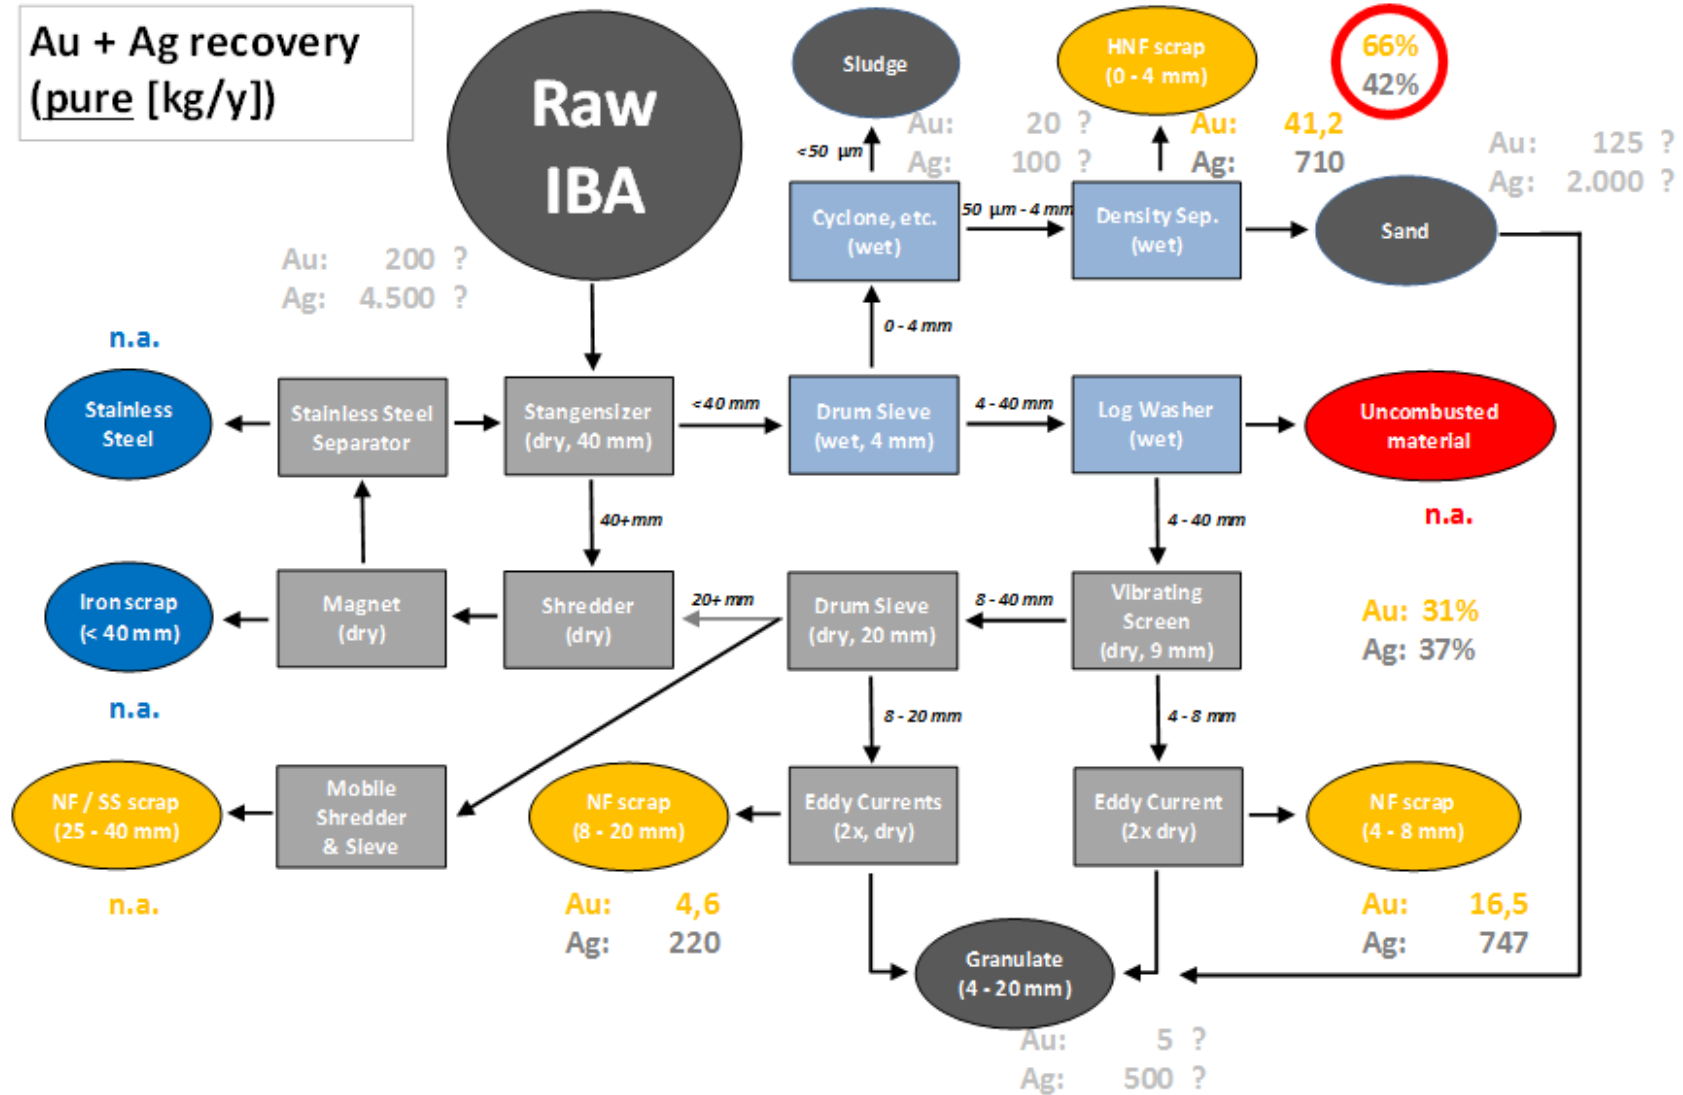 Au + Ag recovery
(pure [kg/y])
Raw
IBA
Sludge
HNF scrap
(0 - 4 mm)
66%
42%
<50 µm
Au: 20 ?
Ag: 100 ?
Au: 41,2
Ag: 710
Au: 125 ?
Ag: 2.000 ?
Cyclone, etc.
(wet)
50 µm - 4 mm
Density Sep.
(wet)
Sand
Au: 200 ?
Ag: 4.500 ?
0 - 4 mm
n.a.
Stainless
Steel
Stainless Steel
Separator
Stangensizer
(dry, 40 mm)
<40 mm
Drum Sieve
(wet, 4 mm)
4 - 40 mm
Log Washer
(wet)
Uncombusted
material
n.a.
40+ mm
4 - 40 mm
Iron scrap
(< 40 mm)
n.a.
Magnet
(dry)
Shredder
(dry)
20+ mm
Drum Sieve
(dry, 20 mm)
8 - 40 mm
Vibrating
Screen
(dry, 9 mm)
Au: 31%
Ag: 37%
8 - 20 mm
4 - 8 mm
NF / SS scrap
(25 - 40 mm)
n.a.
Mobile
Shredder
& Sieve
NF scrap
(8 - 20 mm)
Au: 4,6
Ag: 220
Eddy Currents
(2x, dry)
Eddy Current
(2x dry)
NF scrap
(4 - 8 mm)
Au: 16,5
Ag: 747
Granulate
(4 - 20 mm)
Au: 5 ?
Ag: 500 ?